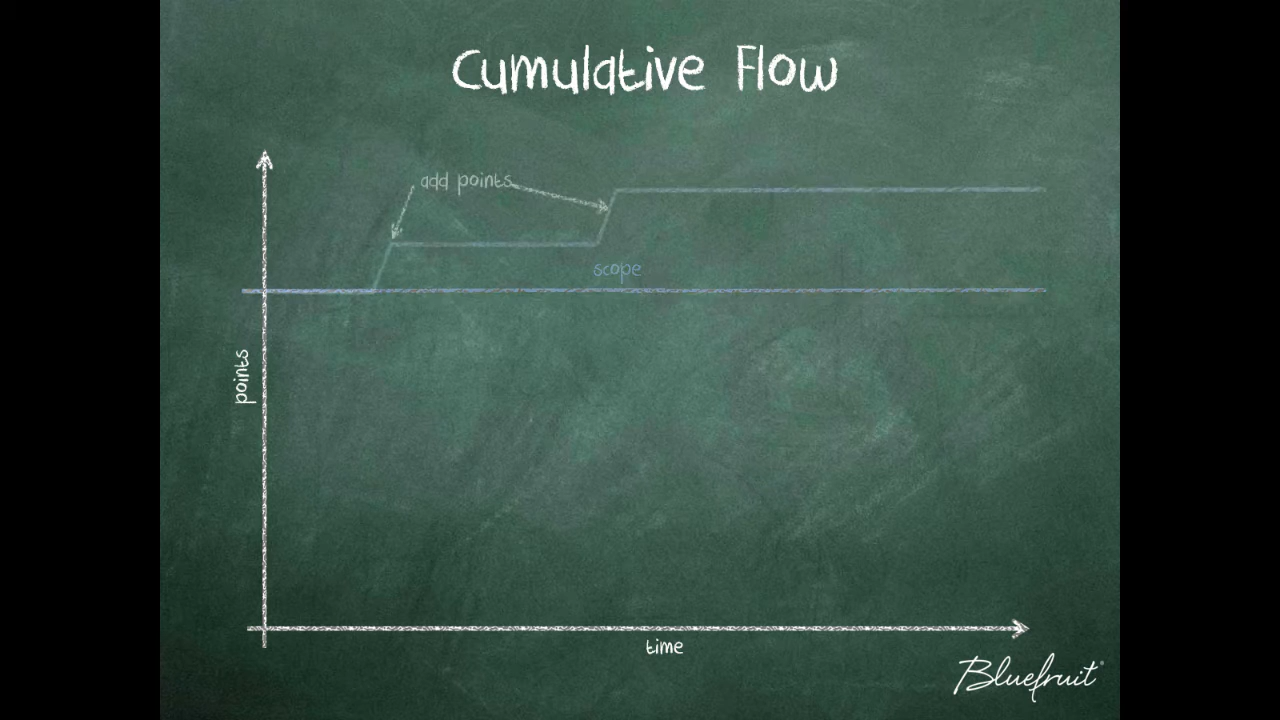 Cumulative Flow
add points
scope
points
time
Bluefruit